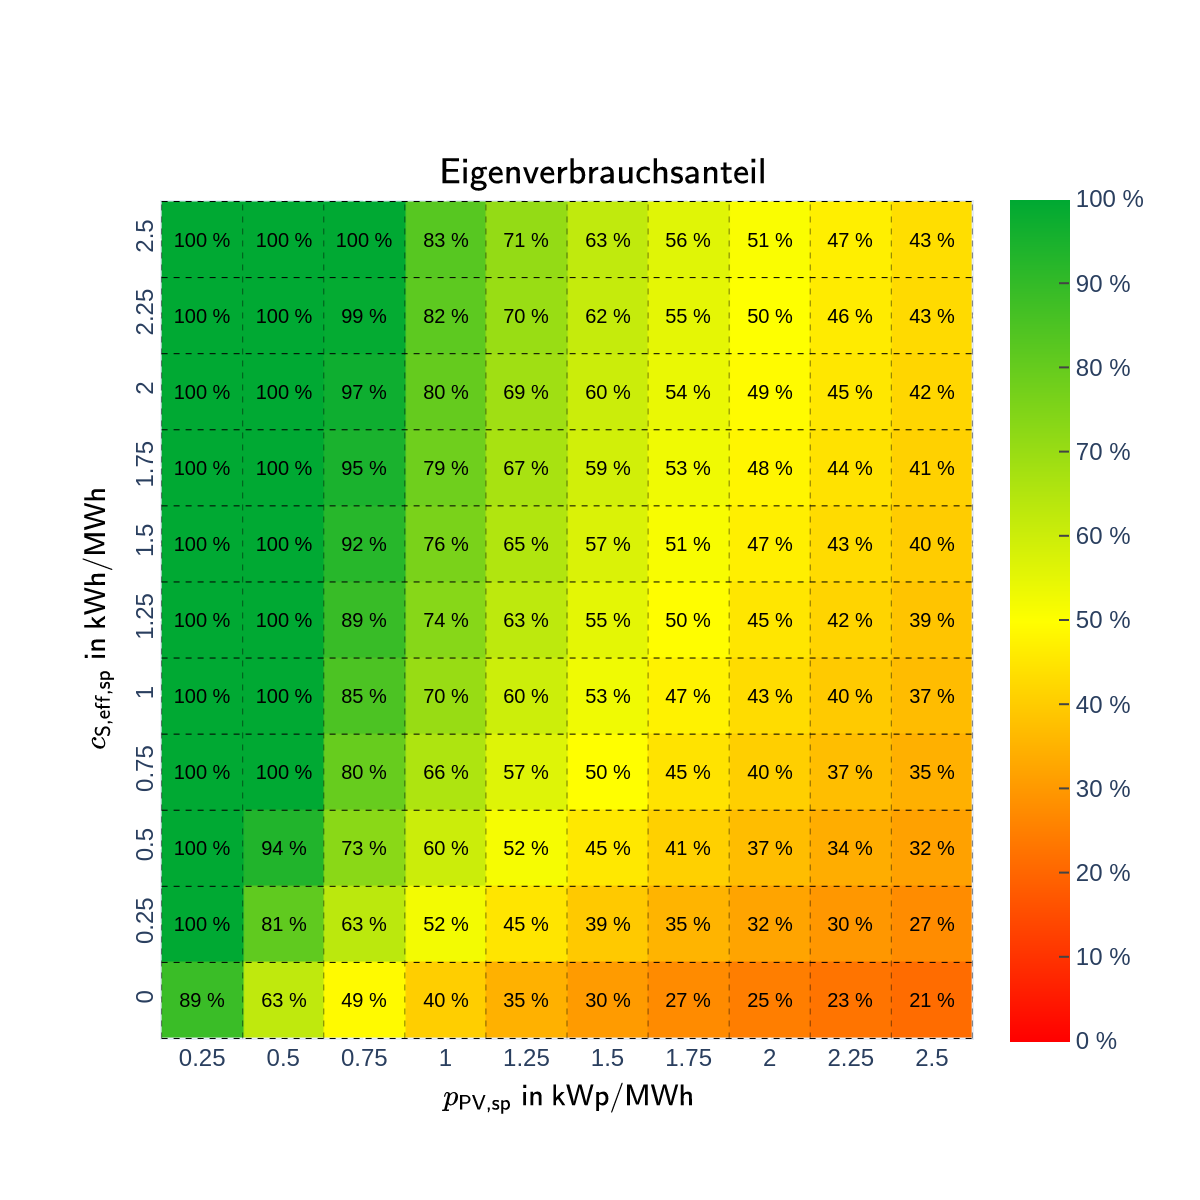 Eigenverbrauchsanteil
2.5 100 % 100 % 100 % 83 % 71 % 63 % 56 % 51 % 47 % 43 %
2.25 100 % 100 % 99 % 82 % 70 % 62 % 55 % 50 % 46 % 43 %
2 100 % 100 % 97 % 80 % 69 % 60 % 54 % 49 % 45 % 42 %
1.75 100 % 100 % 95 % 79 % 67 % 59 % 53 % 48 % 44 % 41 %
1.5 100 % 100 % 92 % 76 % 65 % 57 % 51 % 47 % 43 % 40 %
1.25 100 % 100 % 89 % 74 % 63 % 55 % 50 % 45 % 42 % 39 %
1 100 % 100 % 85 % 70 % 60 % 53 % 47 % 43 % 40 % 37 %
0.75 100 % 100 % 80 % 66 % 57 % 50 % 45 % 40 % 37 % 35 %
0.5 100 % 94 % 73 % 60 % 52 % 45 % 41 % 37 % 34 % 32 %
0.25 100 % 81 % 63 % 52 % 45 % 39 % 35 % 32 % 30 % 27 %
0 89 % 63 % 49 % 40 % 35 % 30 % 27 % 25 % 23 % 21 %
0.25 0.5 0.75 1 1.25 1.5 1.75 2 2.25 2.5
p PV,sp in kWp/MWh
c S,eff,sp in kWh/MWh
100 %
90 %
80 %
70 %
60 %
50 %
40 %
30 %
20 %
10 %
0 %